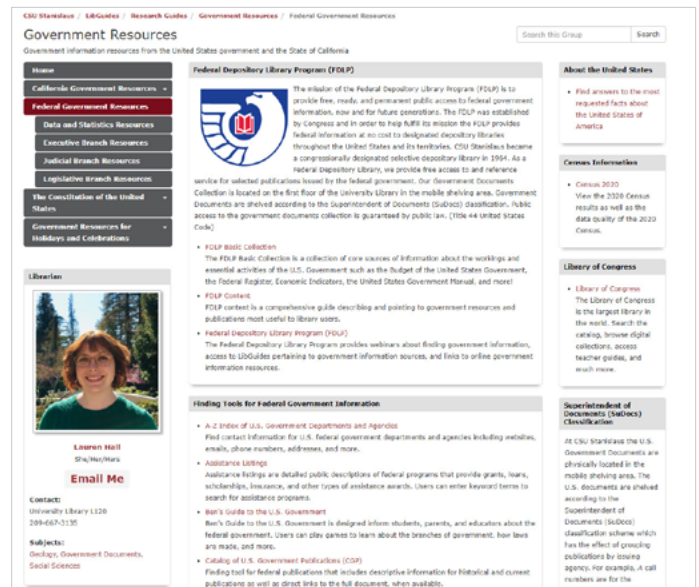 CSU Stanislaus / LibGuides / Research Guides / Government Resources / Federal Government Resources
Government Resources
Government information resources from the United States government and the State of California
Search this Group
Search
Home
California Government Resources
Federal Government Resources
Data and Statistics Resources
Executive Branch Resources
Judicial Branch Resources
Legislative Branch Resources
The Constitution of the United
States
Government Resources for
Holidays and Celebrations
Librarian
Lauren Hall
She/Her/Hers
Email Me
Contact:
University Library L120
209-667-3135
Subjects:
Geology, Government Documents,
Social Sciences
Federal Depository Library Program (FDLP)
The mission of the Federal Depository Library Program (FDLP) is to
provide free, ready, and permanent public access to federal government
information, now and for future generations. The FDLP was established
by Congress and in order to help fulfill its mission the FDLP provides
federal information at no cost to designated depository libraries
throughout the United States and its territories. CSU Stanislaus became
a congressionally designated selective depository library in 1964. As a
Federal Depository Library, we provide free access to and reference
service for selected publications issued by the federal government. Our Government Documents
Collection is located on the first floor of the University Library in the mobile shelving area. Government
Documents are shelved according to the Superintendent of Documents (SuDocs) classification. Public
access to the government documents collection is guaranteed by public law. (Title 44 United States
Code)
• FDLP Basic Collection
The FDLP Basic Collection is a collection of core sources of information about the workings and
essential activities of the U.S. Government such as the Budget of the United States Government,
the Federal Register, Economic Indicators, the United States Government Manual, and more!
• FDLP Content
FDLP content is a comprehensive guide describing and pointing to government resources and
publications most useful to library users.
• Federal Depository Library Program (FDLP)
The Federal Depository Library Program provides webinars about finding government information,
access to LibGuides pertaining to government information sources, and links to online government
information resources.
Finding Tools for Federal Government Information
• A-Z Index of U.S. Government Departments and Agencies
Find contact information for U.S. federal government departments and agencies including websites,
emails, phone numbers, addresses, and more.
• Assistance Listings
Assistance listings are detailed public descriptions of federal programs that provide grants, loans,
scholarships, insurance, and other types of assistance awards. Users can enter keyword terms to
search for assistance programs.
• Ben's Guide to the U.S. Government
Ben's Guide to the U.S. Government is designed inform students, parents, and educators about the
federal government. Users can play games to learn about the branches of government, how laws
are made, and more.
• Catalog of U.S. Government Publications (CGP)
Finding tool for federal publications that includes descriptive information for historical and current
publications as well as direct links to the full document, when available.
About the United States
• Find answers to the most
requested facts about
the United States of
America
Census Information
• Census 2020
View the 2020 Census
results as well as the
data quality of the 2020
Census.
Library of Congress
• Library of Congress
The Library of Congress
is the largest library in
the world. Search the
catalog, browse digital
collections, access
teacher guides, and
much more.
Superintendent of
Documents (SuDocs)
Classification
At CSU Stanislaus the U.S.
Government Documents are
physically located in the
mobile shelving area. The
U.S. documents are shelved
according to the
Superintendent of
Documents (SuDocs)
classification scheme which
has the effect of grouping
publications by issuing
agency. For example, A call
numbers are for the